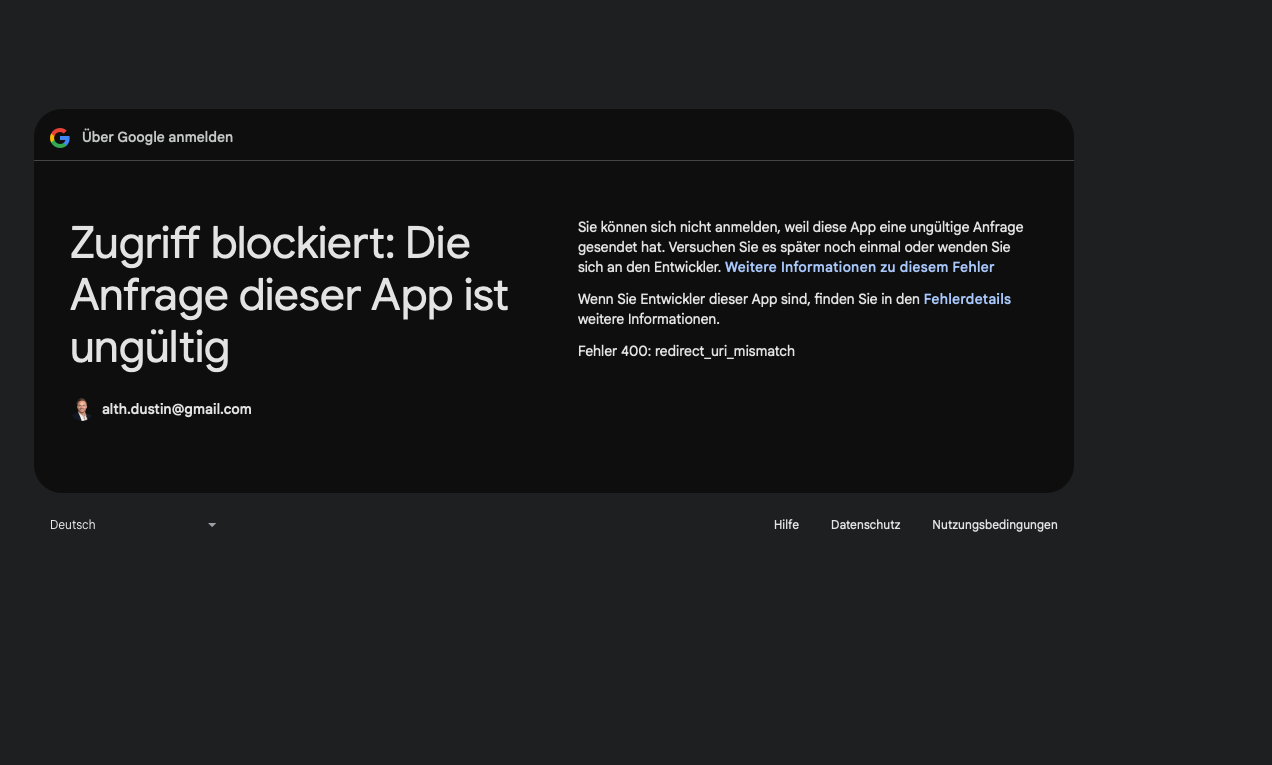 Über Google anmelden
Zugriff blockiert: Die
Anfrage dieser App ist
ungültig
alth.dustin@gmail.com
Sie können sich nicht anmelden, weil diese App eine ungültige Anfrage
gesendet hat. Versuchen Sie es später noch einmal oder wenden Sie
sich an den Entwickler. Weitere Informationen zu diesem Fehler
Wenn Sie Entwickler dieser App sind, finden Sie in den Fehlerdetails
weitere Informationen.
Fehler 400: redirect_uri_mismatch
Deutsch
Hilfe Datenschutz Nutzungsbedingungen